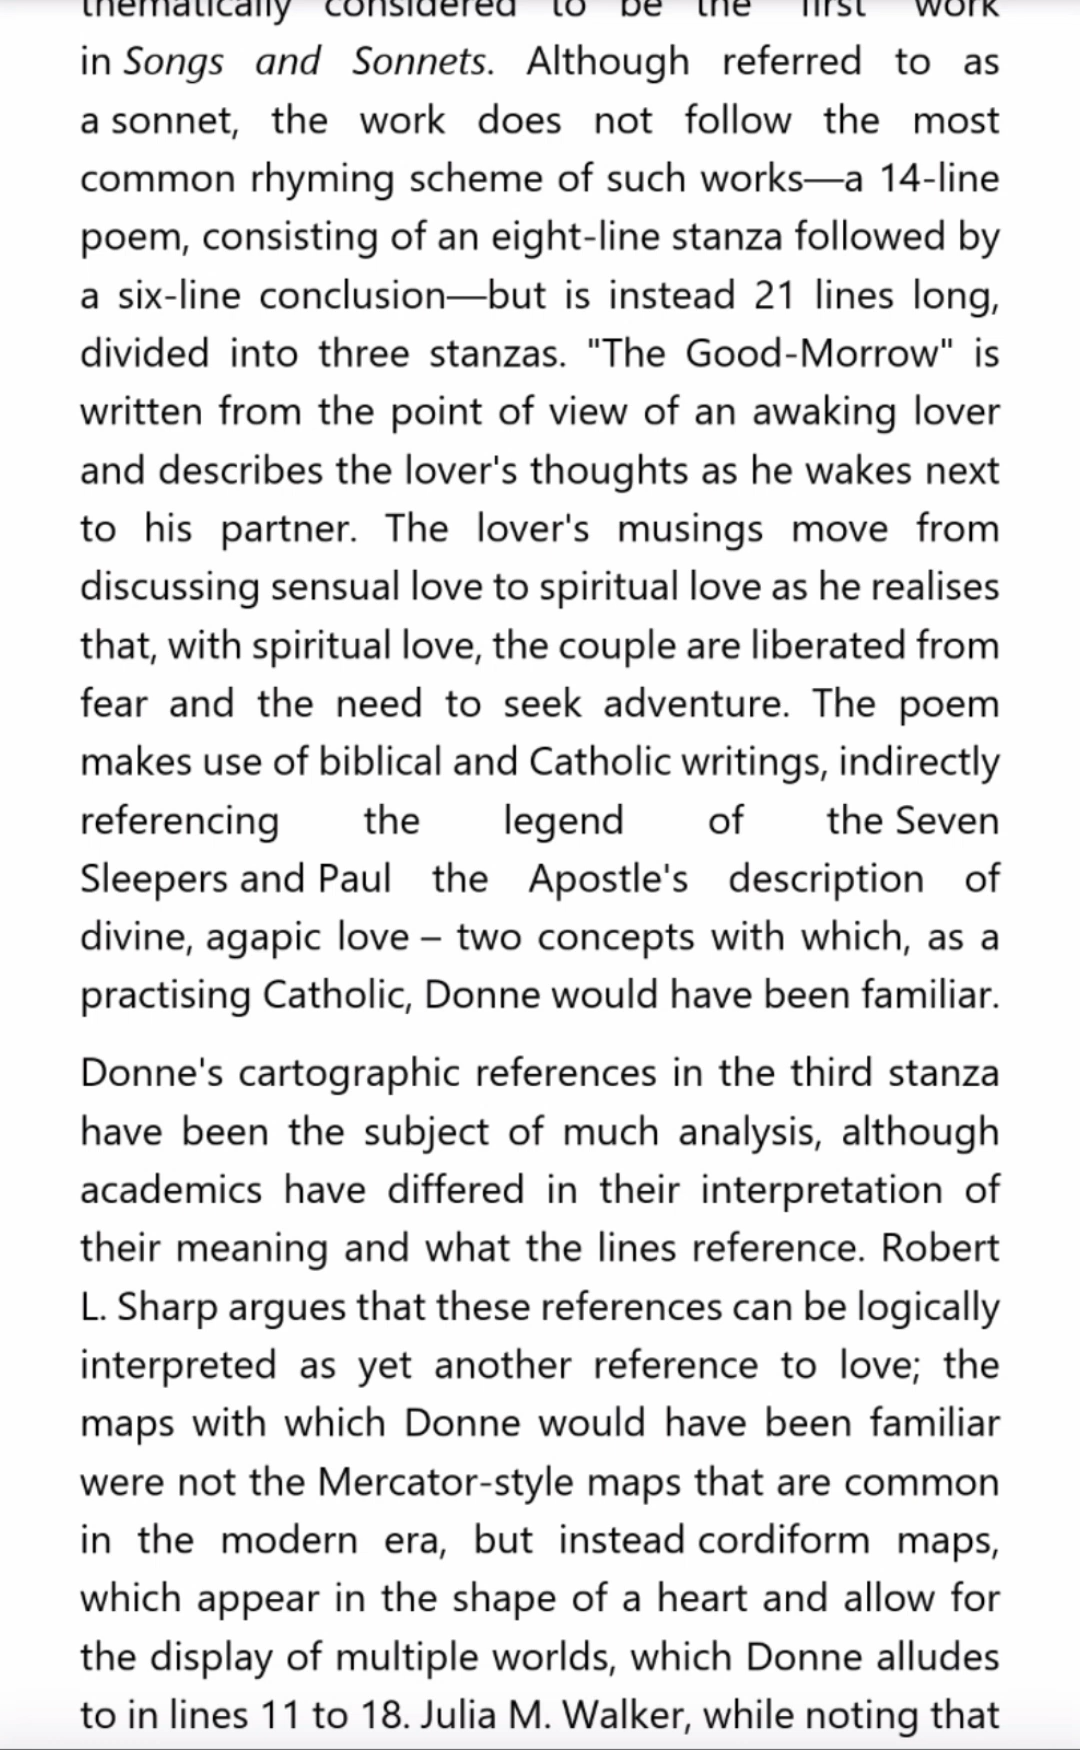 thematically considered to be the first work
in Songs and Sonnets. Although referred to as
a sonnet, the work does not follow the most
common rhyming scheme of such works—a 14-line
poem, consisting of an eight-line stanza followed by
a six-line conclusion—but is instead 21 lines long,
divided into three stanzas. "The Good-Morrow" is
written from the point of view of an awaking lover
and describes the lover's thoughts as he wakes next
to his partner. The lover's musings move from
discussing sensual love to spiritual love as he realises
that, with spiritual love, the couple are liberated from
fear and the need to seek adventure. The poem
makes use of biblical and Catholic writings, indirectly
referencing the legend of the Seven
Sleepers and Paul the Apostle's description of
divine, agapic love – two concepts with which, as a
practising Catholic, Donne would have been familiar.
Donne's cartographic references in the third stanza
have been the subject of much analysis, although
academics have differed in their interpretation of
their meaning and what the lines reference. Robert
L. Sharp argues that these references can be logically
interpreted as yet another reference to love; the
maps with which Donne would have been familiar
were not the Mercator-style maps that are common
in the modern era, but instead cordiform maps,
which appear in the shape of a heart and allow for
the display of multiple worlds, which Donne alludes
to in lines 11 to 18. Julia M. Walker, while noting that